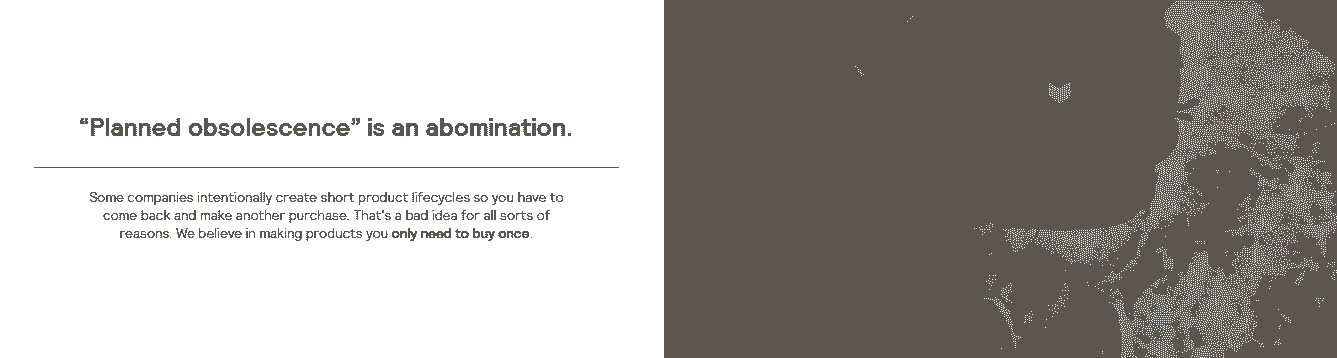 “Planned obsolescence” is an abomination.
Some companies intentionally create short product lifecycles so you have to
come back and make another purchase. That's a bad idea for all sorts of
reasons. We believe in making products you only need to buy once.